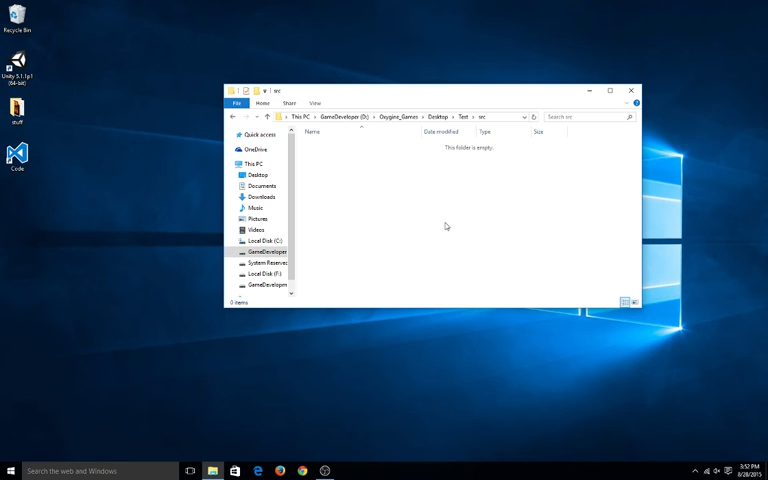 Recycle Bin
Unity 5.1.1p1
(64-bit)
stuff
Code
src
File Home Share View
This PC GameDeveloper (D:) Oxygine_Games Desktop Test src
Search src
Name Date modified Type Size
This folder is empty.
Quick access
OneDrive
This PC
Desktop
Documents
Downloads
Music
Pictures
Videos
Local Disk (C:)
GameDeveloper
System Reserved
Local Disk (F:)
GameDevelopm
0 items
Search the web and Windows
3:52 PM
8/28/2015